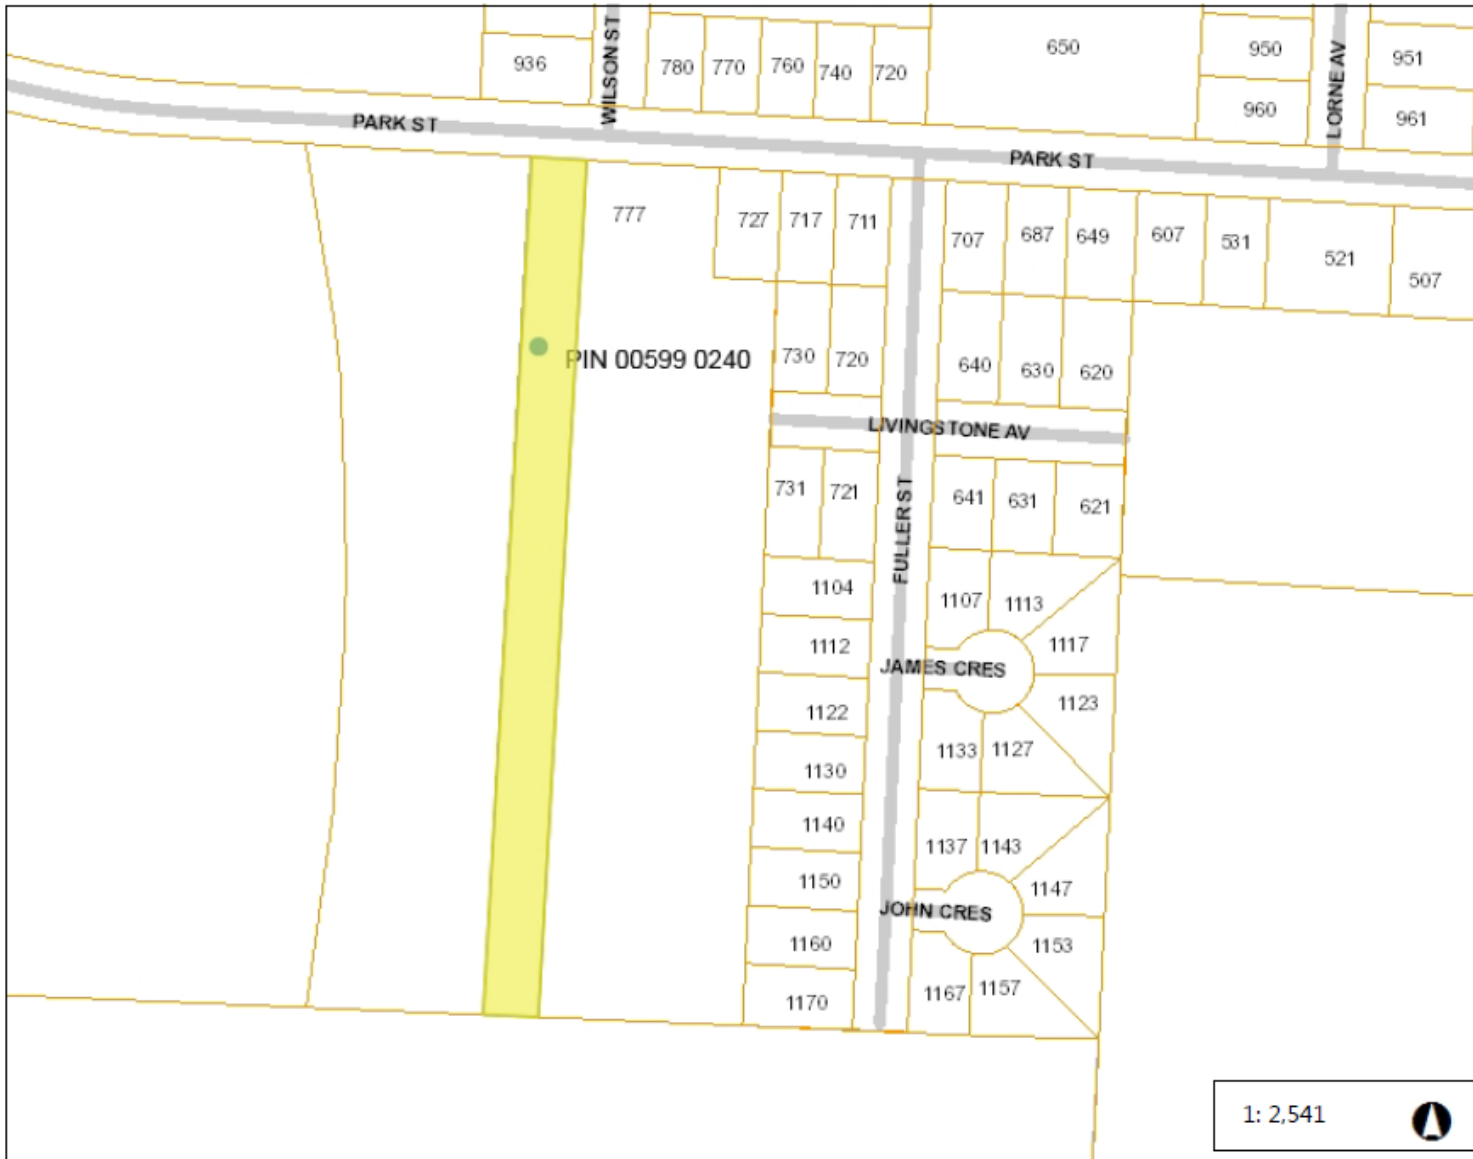 WILSON ST
LORNE AV
936
780 770 760 740 720
650
950
951
960
961
PARK ST
PARK ST
777
727 717 711
707 687 649 607 531 521 507
PIN 00599 0240
730 720
640 630 620
LIVINGSTONE AV
731 721
641 631 621
FULLER ST
1104
1107 1113
1112
1117
JAMES CRES
1122
1123
1133 1127
1130
1140
1137 1143
1150
1147
JOHN CRES
1160
1153
1170
1167 1157
1: 2,541